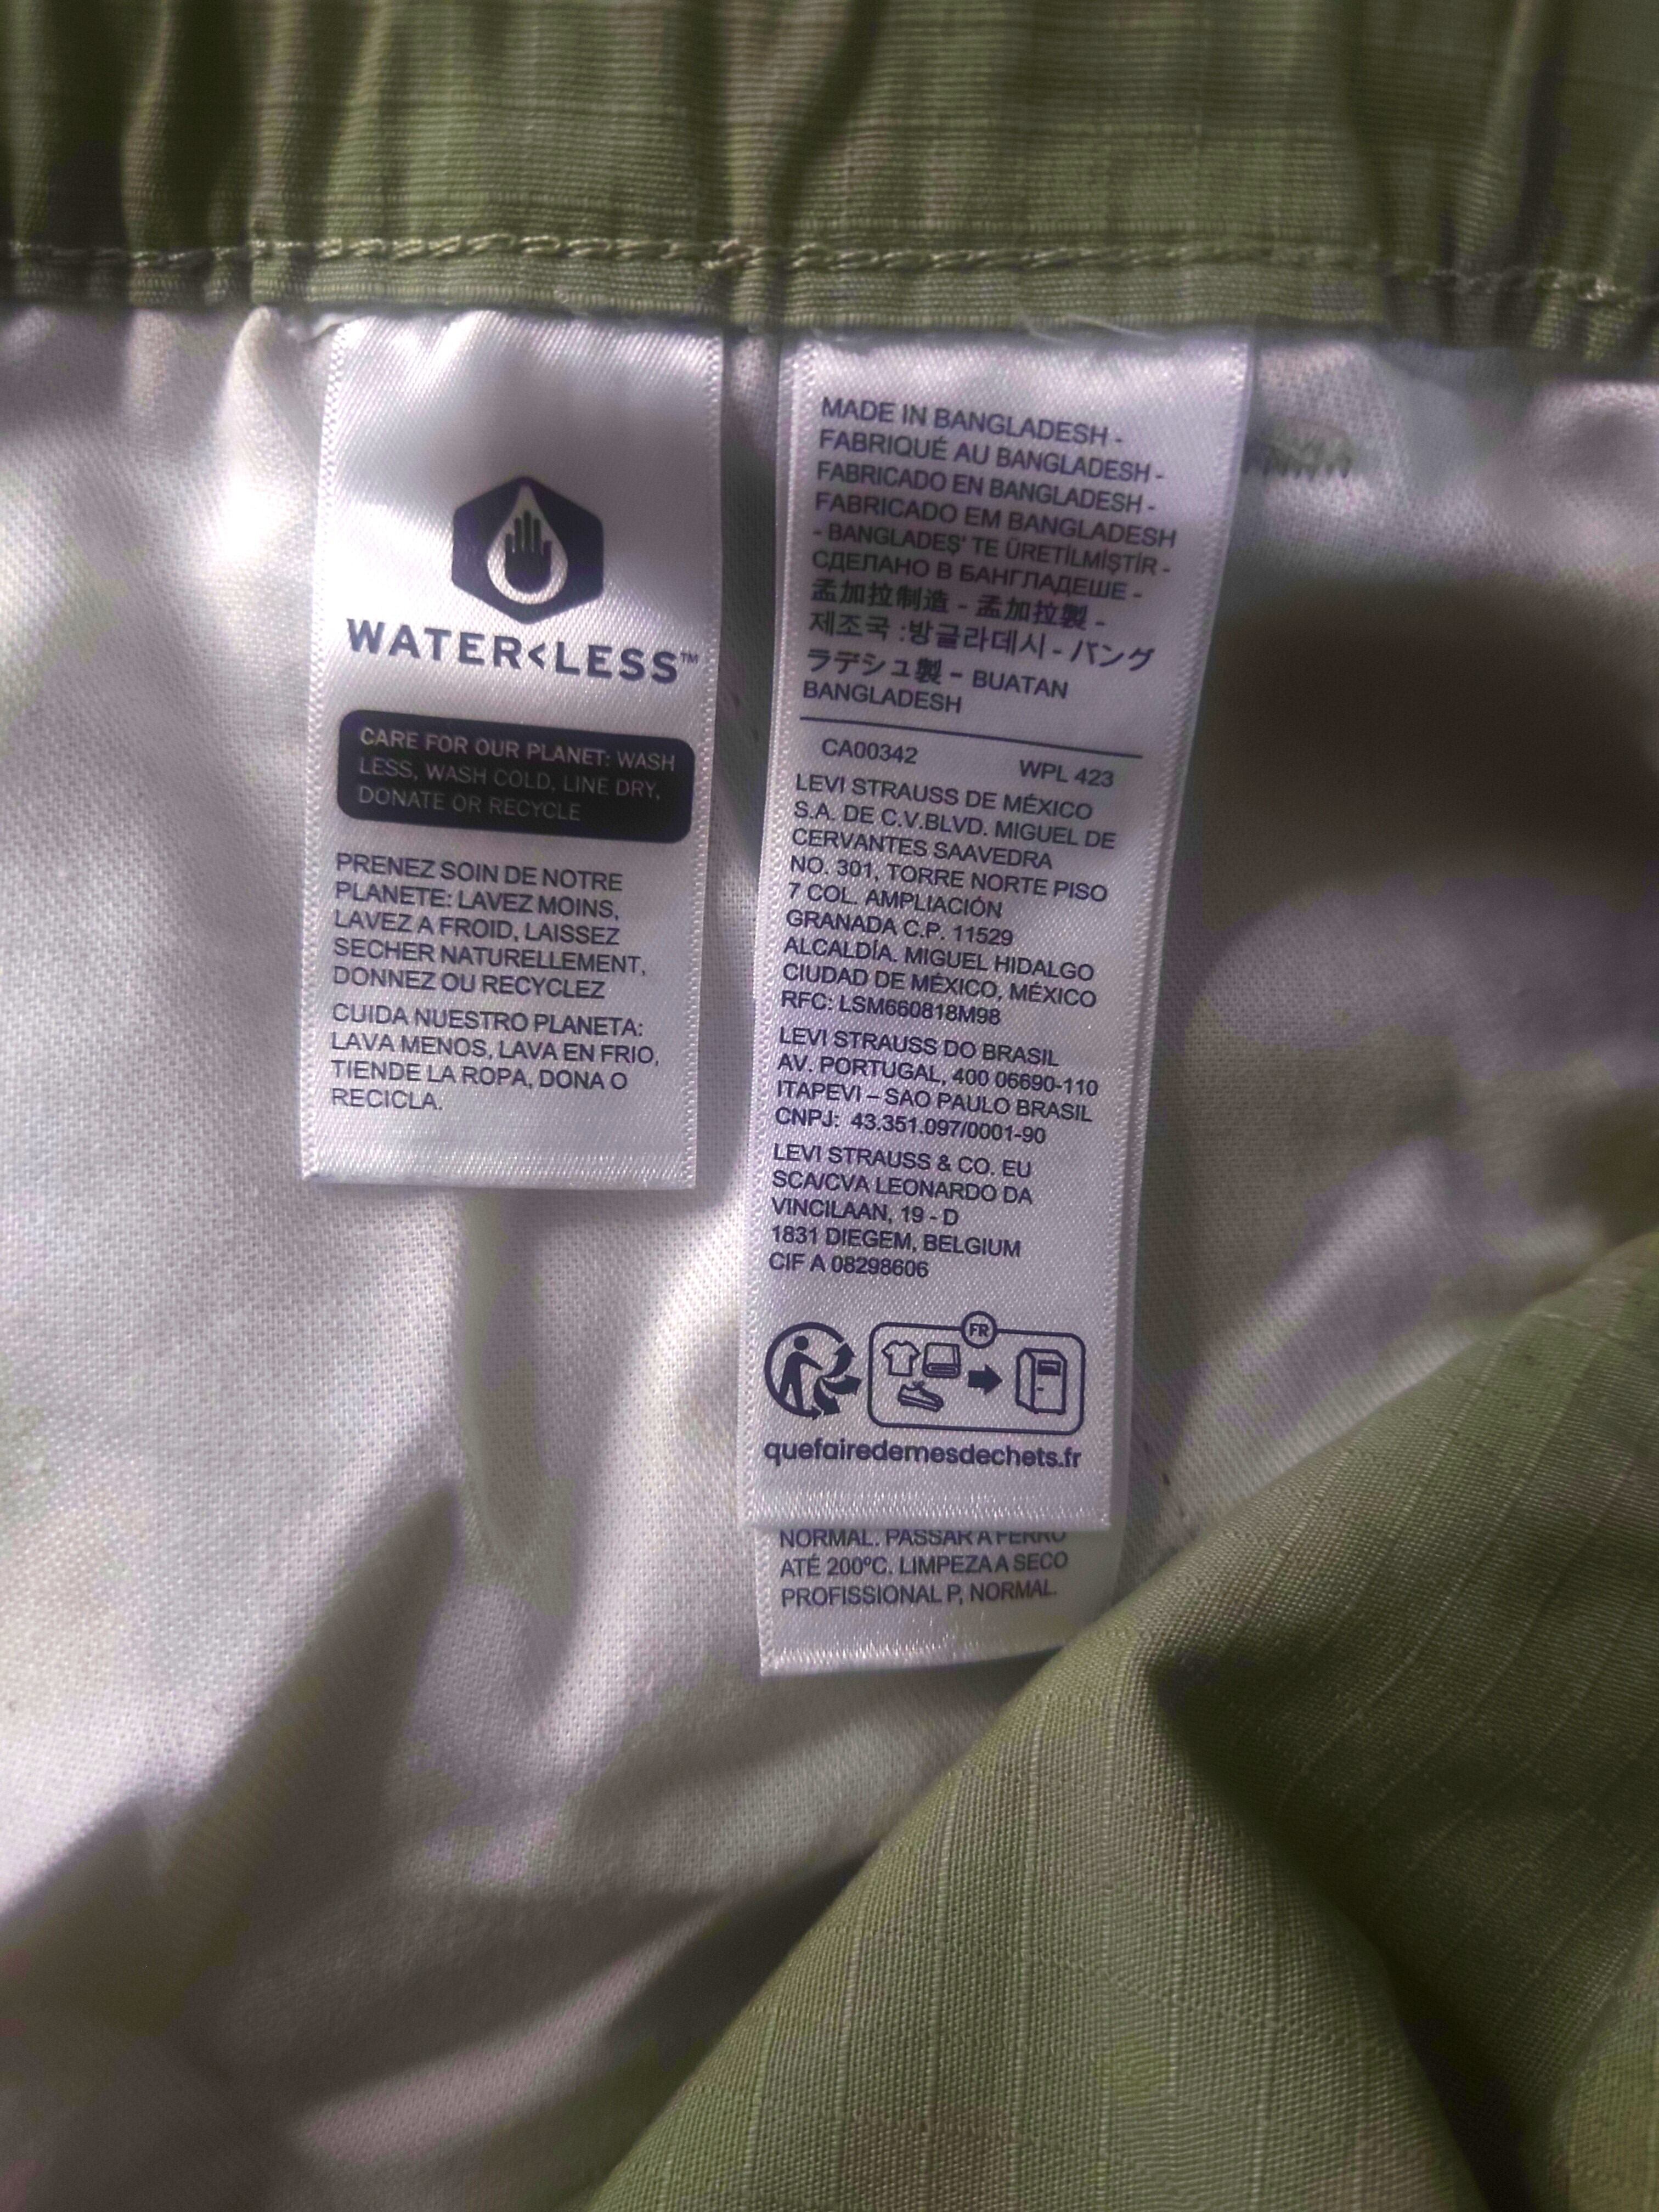 WATER<LESS™
CARE FOR OUR PLANET: WASH
LESS, WASH COLD, LINE DRY,
DONATE OR RECYCLE
PRENEZ SOIN DE NOTRE
PLANETE: LAVEZ MOINS,
LAVEZ A FROID, LAISSEZ
SECHER NATURELLEMENT,
DONNEZ OU RECYCLEZ
CUIDA NUESTRO PLANETA:
LAVA MENOS, LAVA EN FRIO,
TIENDE LA ROPA, DONA O
RECICLA.
MADE IN BANGLADESH -
FABRIQUÉ AU BANGLADESH -
FABRICADO EN BANGLADESH -
FABRICADO EM BANGLADESH
- BANGLADEŞ' TE ÜRETİLMİŞTİR -
СДЕЛАНО В БАНГЛАДЕШЕ -
孟加拉制造 - 孟加拉製 -
제조국 :방글라데시 - バング
ラデシュ製 - BUATAN
BANGLADESH
CA00342 WPL 423
LEVI STRAUSS DE MÉXICO
S.A. DE C.V.BLVD. MIGUEL DE
CERVANTES SAAVEDRA
NO. 301, TORRE NORTE PISO
7 COL. AMPLIACIÓN
GRANADA C.P. 11529
ALCALDÍA. MIGUEL HIDALGO
CIUDAD DE MÉXICO, MÉXICO
RFC: LSM660818M98
LEVI STRAUSS DO BRASIL
AV. PORTUGAL, 400 06690-110
ITAPEVI – SAO PAULO BRASIL
CNPJ: 43.351.097/0001-90
LEVI STRAUSS & CO. EU
SCA/CVA LEONARDO DA
VINCILAAN, 19 - D
1831 DIEGEM, BELGIUM
CIF A 08298606
FR
quefairedemesdechets.fr
NORMAL. PASSAR A FERRO
ATÉ 200ºC. LIMPEZA A SECO
PROFISSIONAL P, NORMAL.